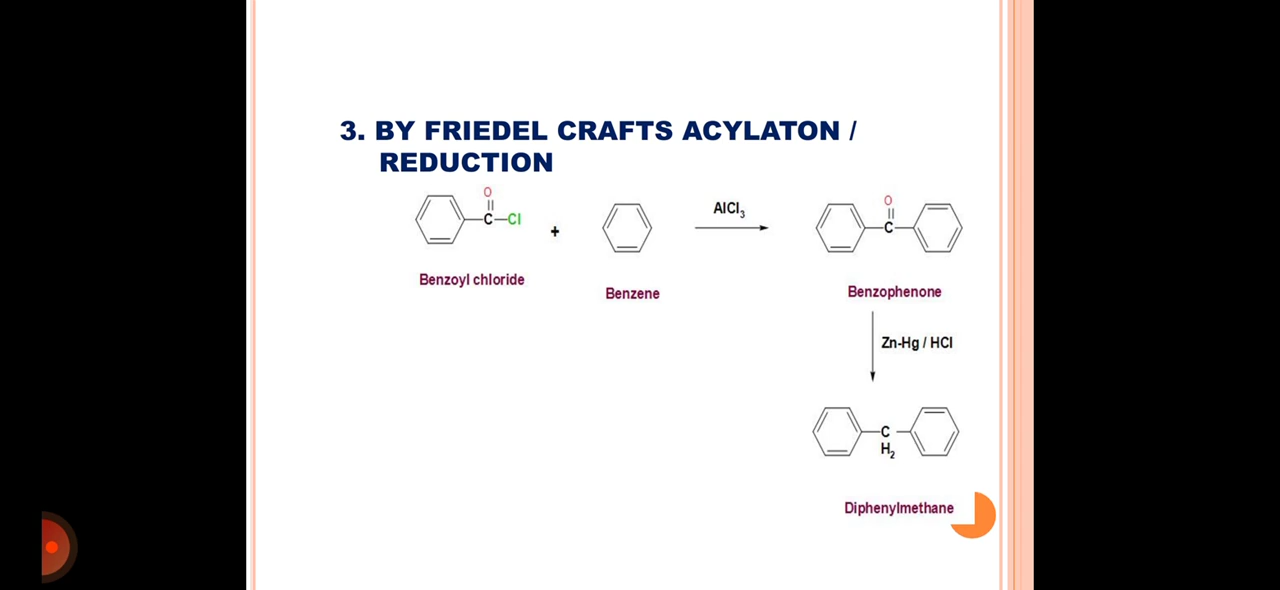 3. BY FRIEDEL CRAFTS ACYLATON /
REDUCTION
O
C-Cl
+
AlCl₃
O
C
Benzoyl chloride
Benzene
Benzophenone
Zn-Hg / HCl
C
H₂
Diphenylmethane